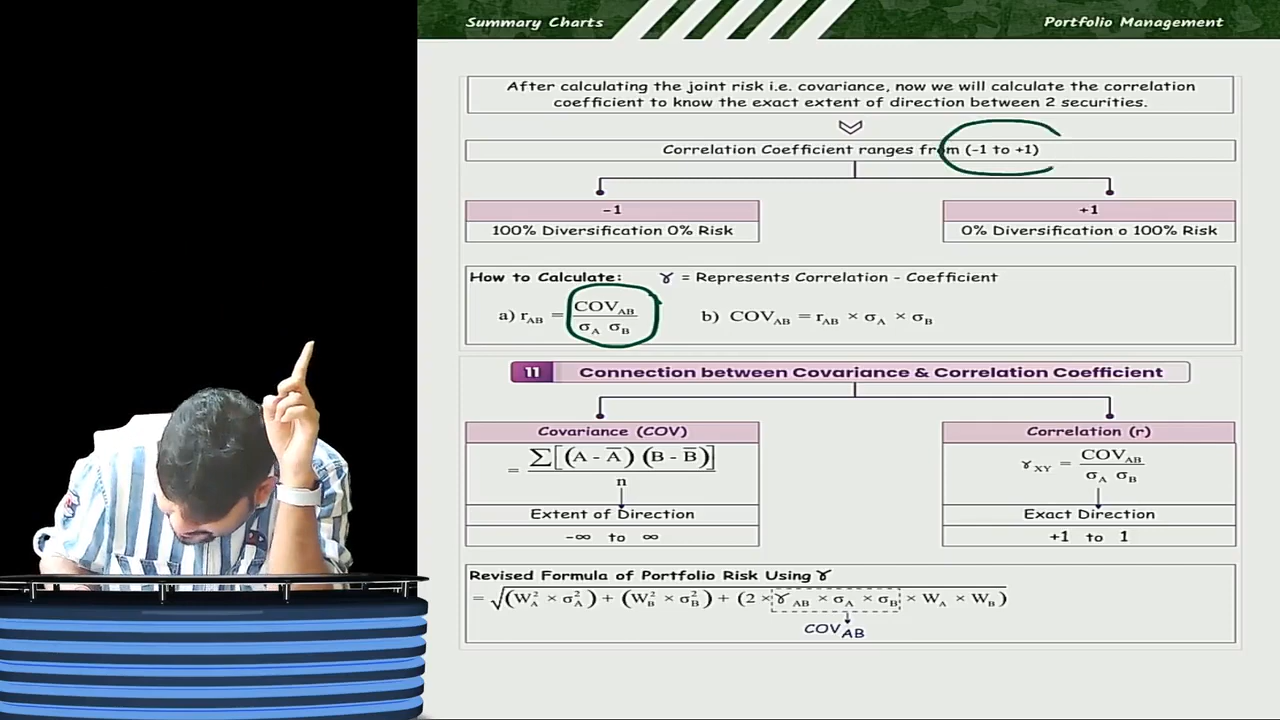 Summary Charts
Portfolio Management
After calculating the joint risk i.e. covariance, now we will calculate the correlation
coefficient to know the exact extent of direction between 2 securities.
Correlation Coefficient ranges from (-1 to +1)
-1
100% Diversification 0% Risk
+1
0% Diversification o 100% Risk
How to Calculate: ɤ = Represents Correlation - Coefficient
a) r_AB = COV_AB / σ_A σ_B
b) COV_AB = r_AB × σ_A × σ_B
11 Connection between Covariance & Correlation Coefficient
Covariance (COV)
= ∑[(A - A̅) (B - B̅)] / n
Extent of Direction
-∞ to ∞
Correlation (r)
ɤ_XY = COV_AB / σ_A σ_B
Exact Direction
+1 to 1
Revised Formula of Portfolio Risk Using ɤ
= √(W_A² × σ_A²) + (W_B² × σ_B²) + (2 × ɤ_AB × σ_A × σ_B × W_A × W_B)
COV_AB